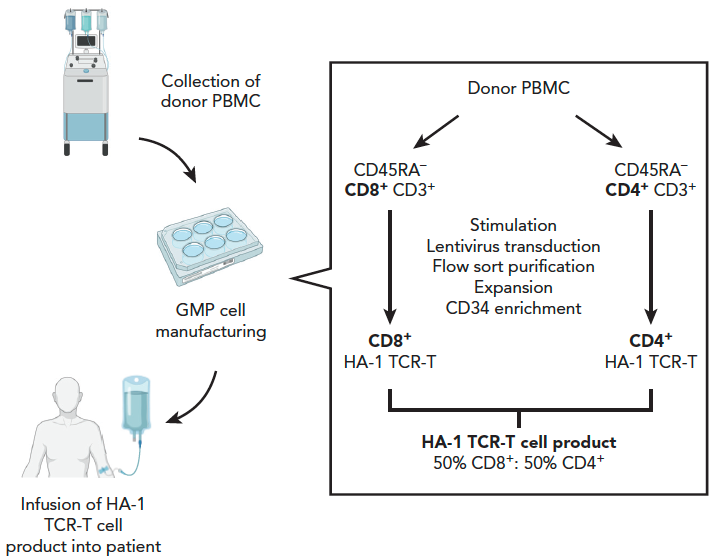 Collection of
donor PBMC
GMP cell
manufacturing
Infusion of HA-1
TCR-T cell
product into patient
Donor PBMC
CD45RA⁻
CD8⁺ CD3+
CD45RA⁻
CD4⁺ CD3+
Stimulation
Lentivirus transduction
Flow sort purification
Expansion
CD34 enrichment
CD8⁺
HA-1 TCR-T
CD4⁺
HA-1 TCR-T
HA-1 TCR-T cell product
50% CD8⁺: 50% CD4⁺